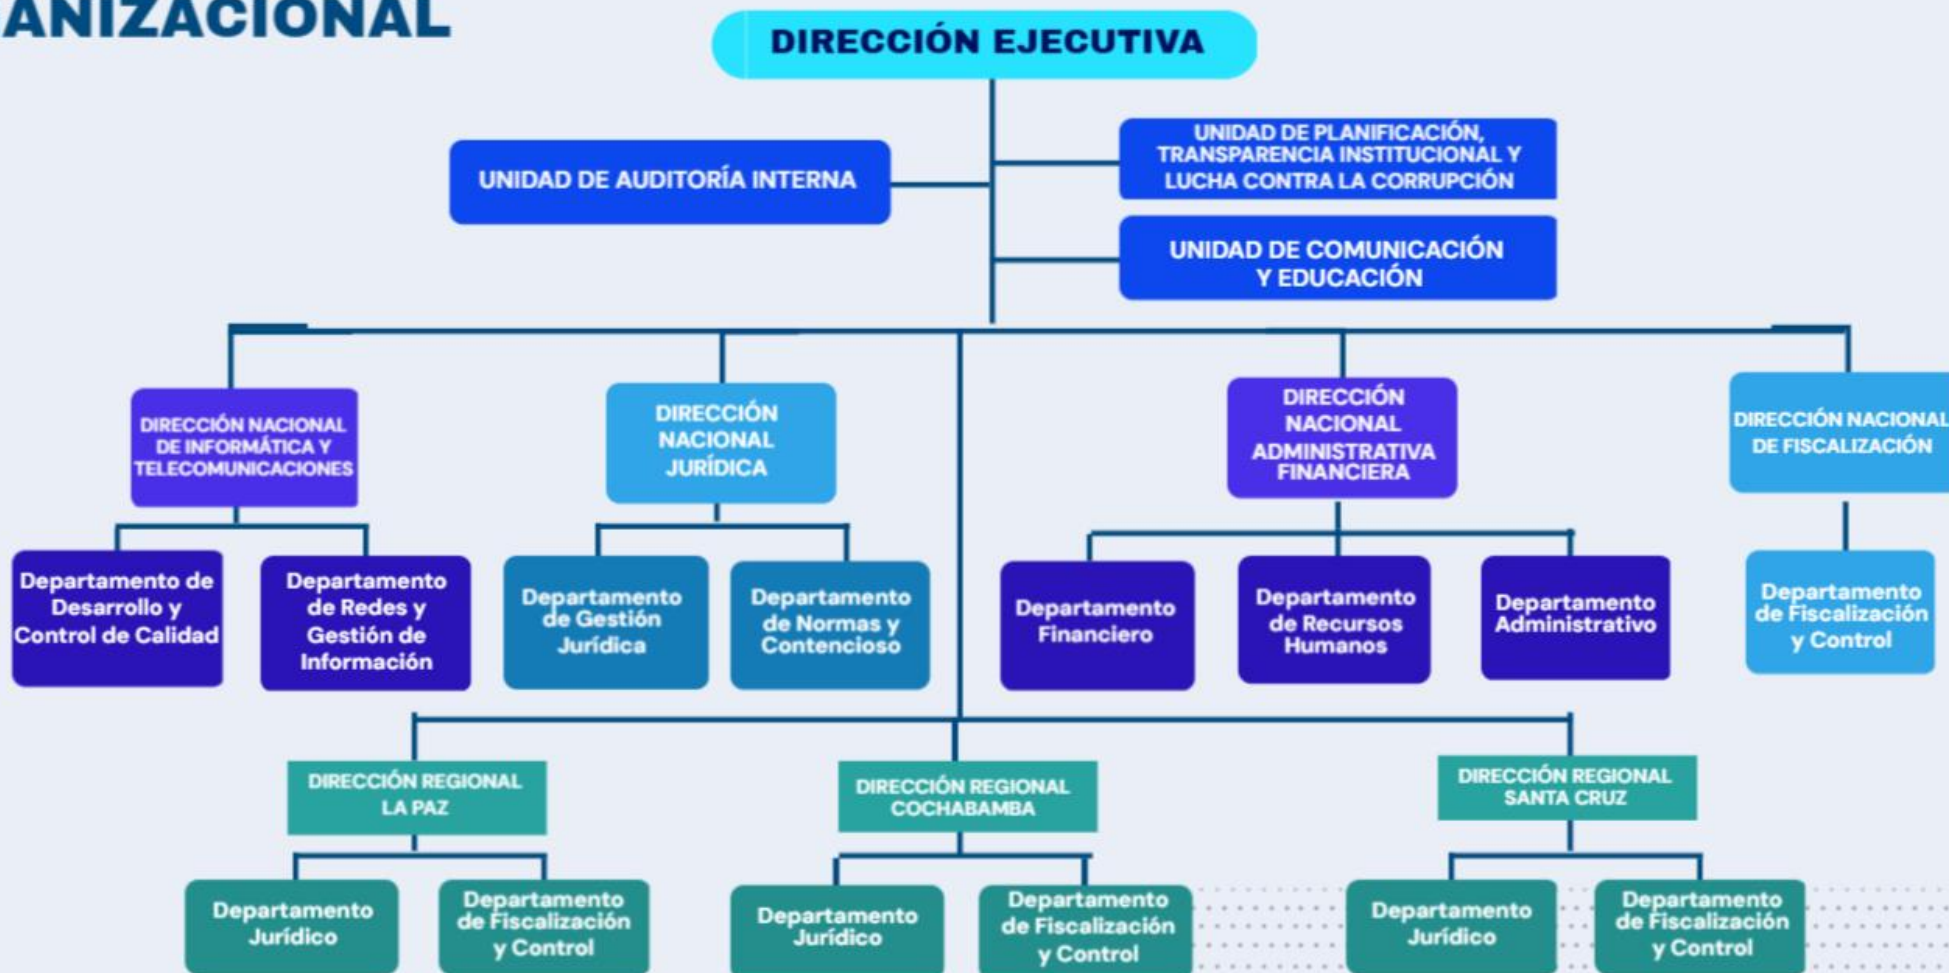 ANIZACIONAL
DIRECCIÓN EJECUTIVA
UNIDAD DE AUDITORÍA INTERNA
UNIDAD DE PLANIFICACIÓN,
TRANSPARENCIA INSTITUCIONAL Y
LUCHA CONTRA LA CORRUPCIÓN
UNIDAD DE COMUNICACIÓN
Y EDUCACIÓN
DIRECCIÓN NACIONAL
DE INFORMÁTICA Y
TELECOMUNICACIONES
DIRECCIÓN
NACIONAL
JURÍDICA
DIRECCIÓN
NACIONAL
ADMINISTRATIVA
FINANCIERA
DIRECCIÓN NACIONAL
DE FISCALIZACIÓN
Departamento de
Desarrollo y
Control de Calidad
Departamento
de Redes y
Gestión de
Información
Departamento
de Gestión
Jurídica
Departamento
de Normas y
Contencioso
Departamento
Financiero
Departamento
de Recursos
Humanos
Departamento
Administrativo
Departamento
de Fiscalización
y Control
DIRECCIÓN REGIONAL
LA PAZ
DIRECCIÓN REGIONAL
COCHABAMBA
DIRECCIÓN REGIONAL
SANTA CRUZ
Departamento
Jurídico
Departamento
de Fiscalización
y Control
Departamento
Jurídico
Departamento
de Fiscalización
y Control
Departamento
Jurídico
Departamento
de Fiscalización
y Control